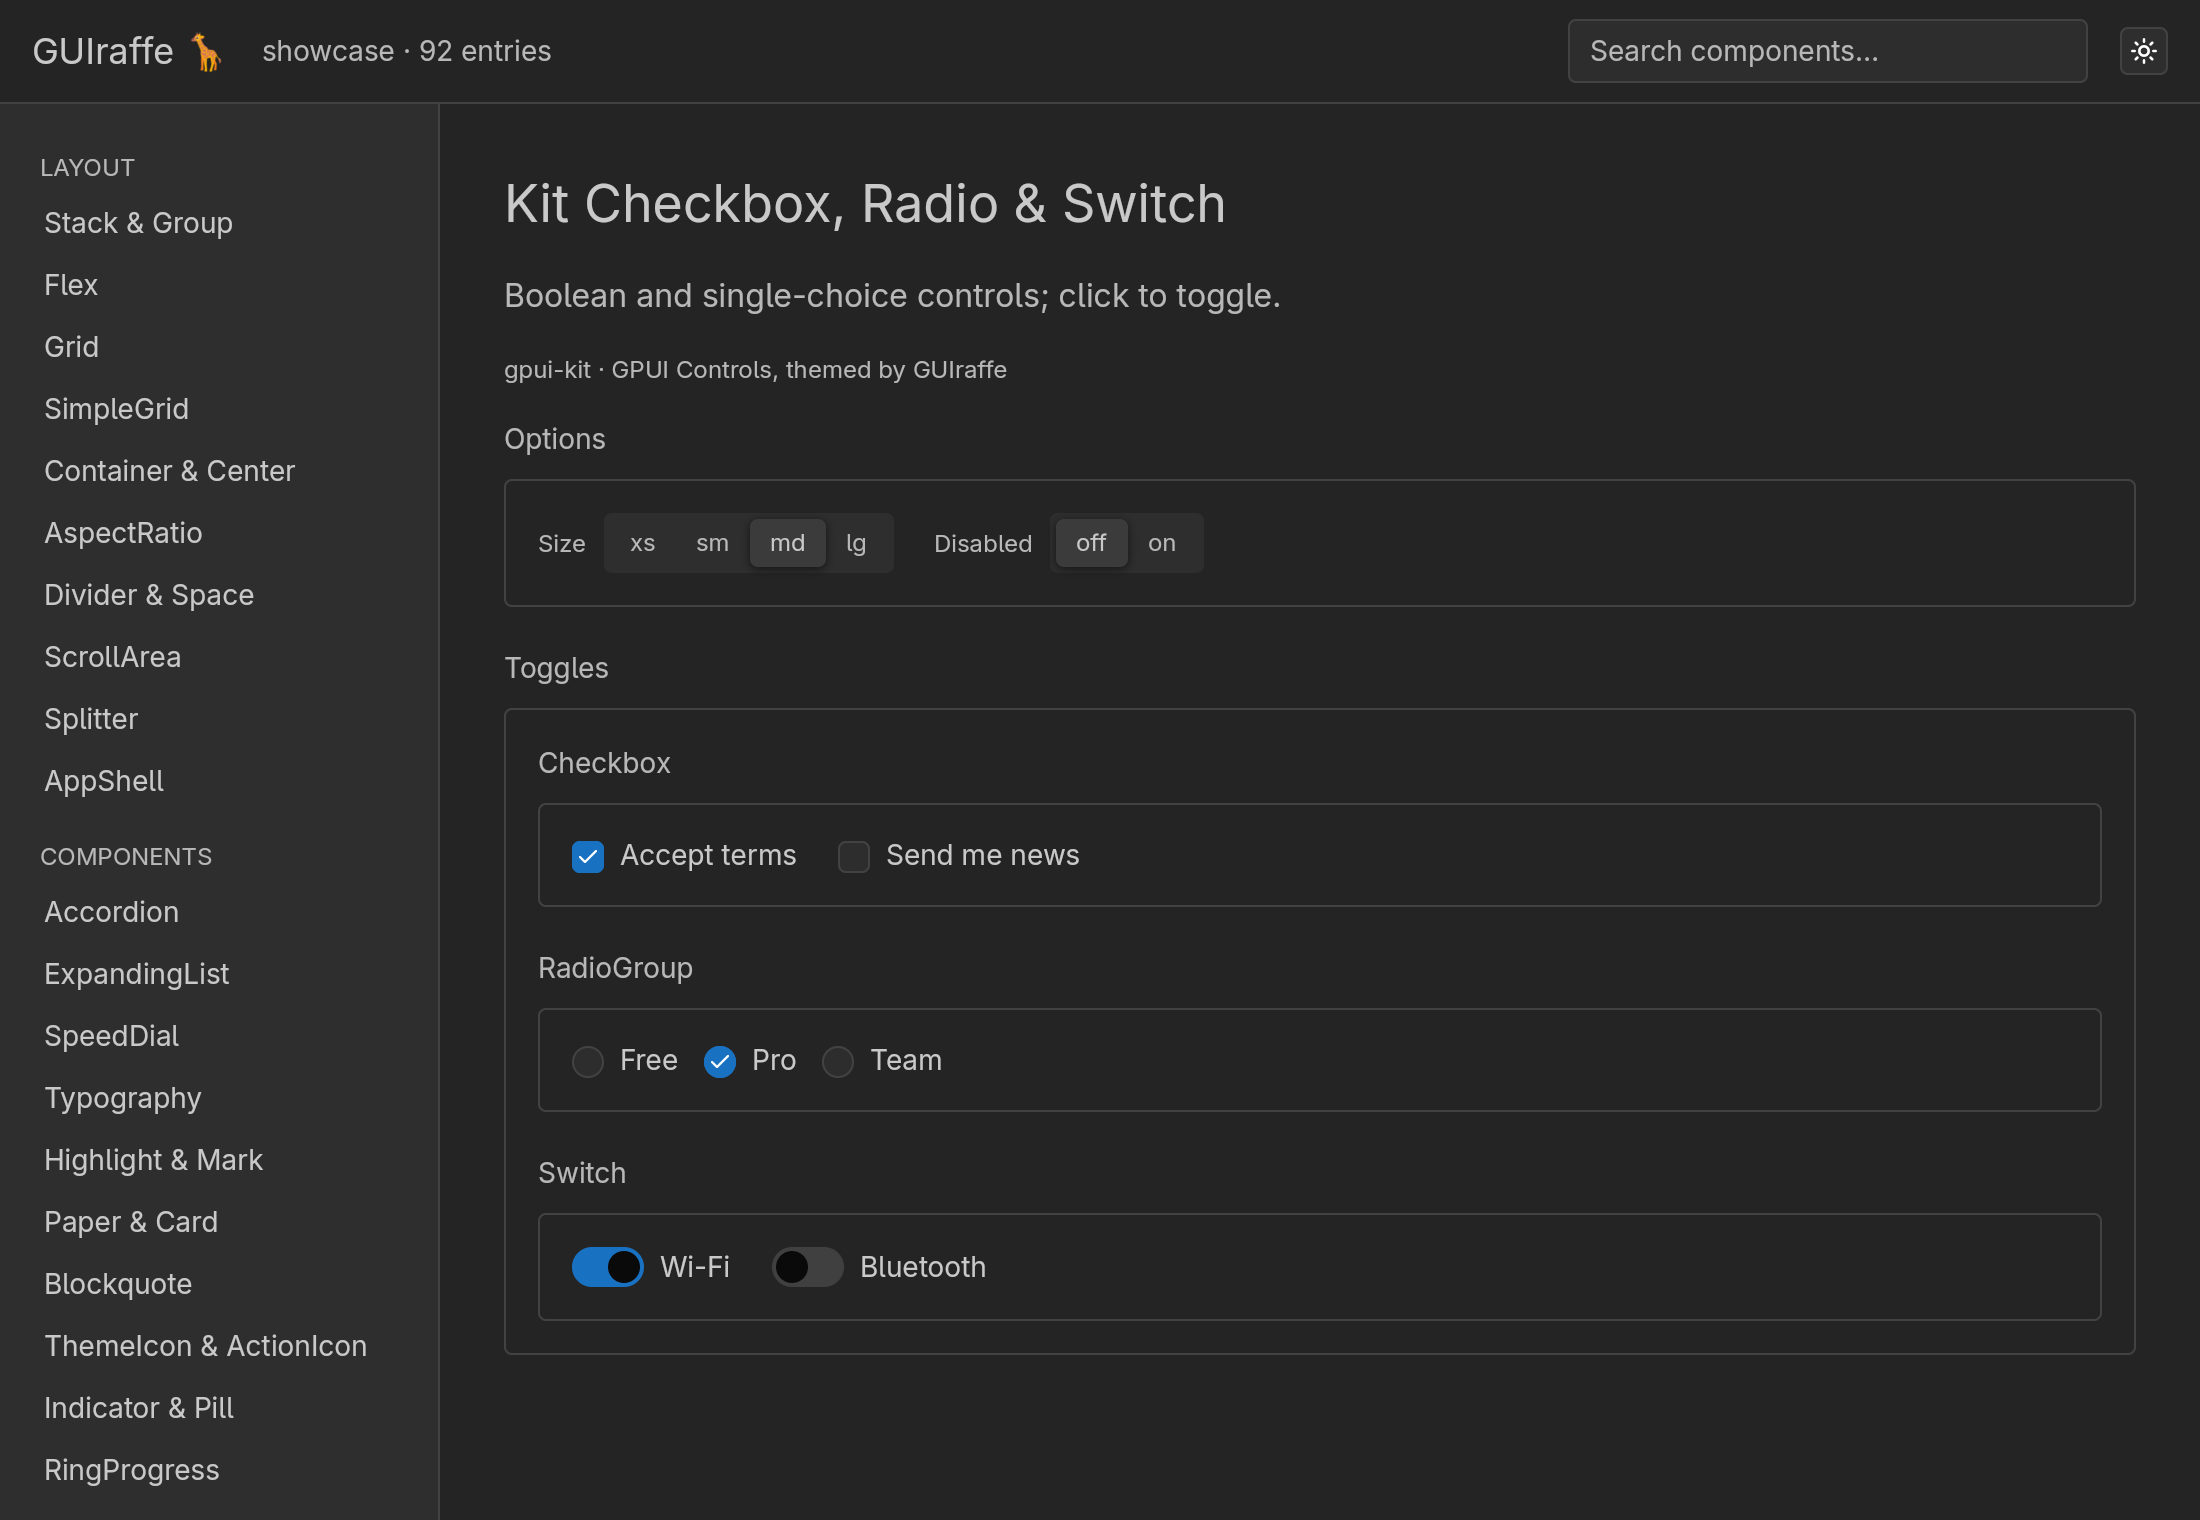 GUIraffe 🦒 showcase · 92 entries
Search components...
LAYOUT
Stack & Group
Flex
Grid
SimpleGrid
Container & Center
AspectRatio
Divider & Space
ScrollArea
Splitter
AppShell
COMPONENTS
Accordion
ExpandingList
SpeedDial
Typography
Highlight & Mark
Paper & Card
Blockquote
ThemeIcon & ActionIcon
Indicator & Pill
RingProgress
Kit Checkbox, Radio & Switch
Boolean and single-choice controls; click to toggle.
gpui-kit · GPUI Controls, themed by GUIraffe
Options
Size xs sm md lg Disabled off on
Toggles
Checkbox
Accept terms Send me news
RadioGroup
Free Pro Team
Switch
Wi-Fi Bluetooth